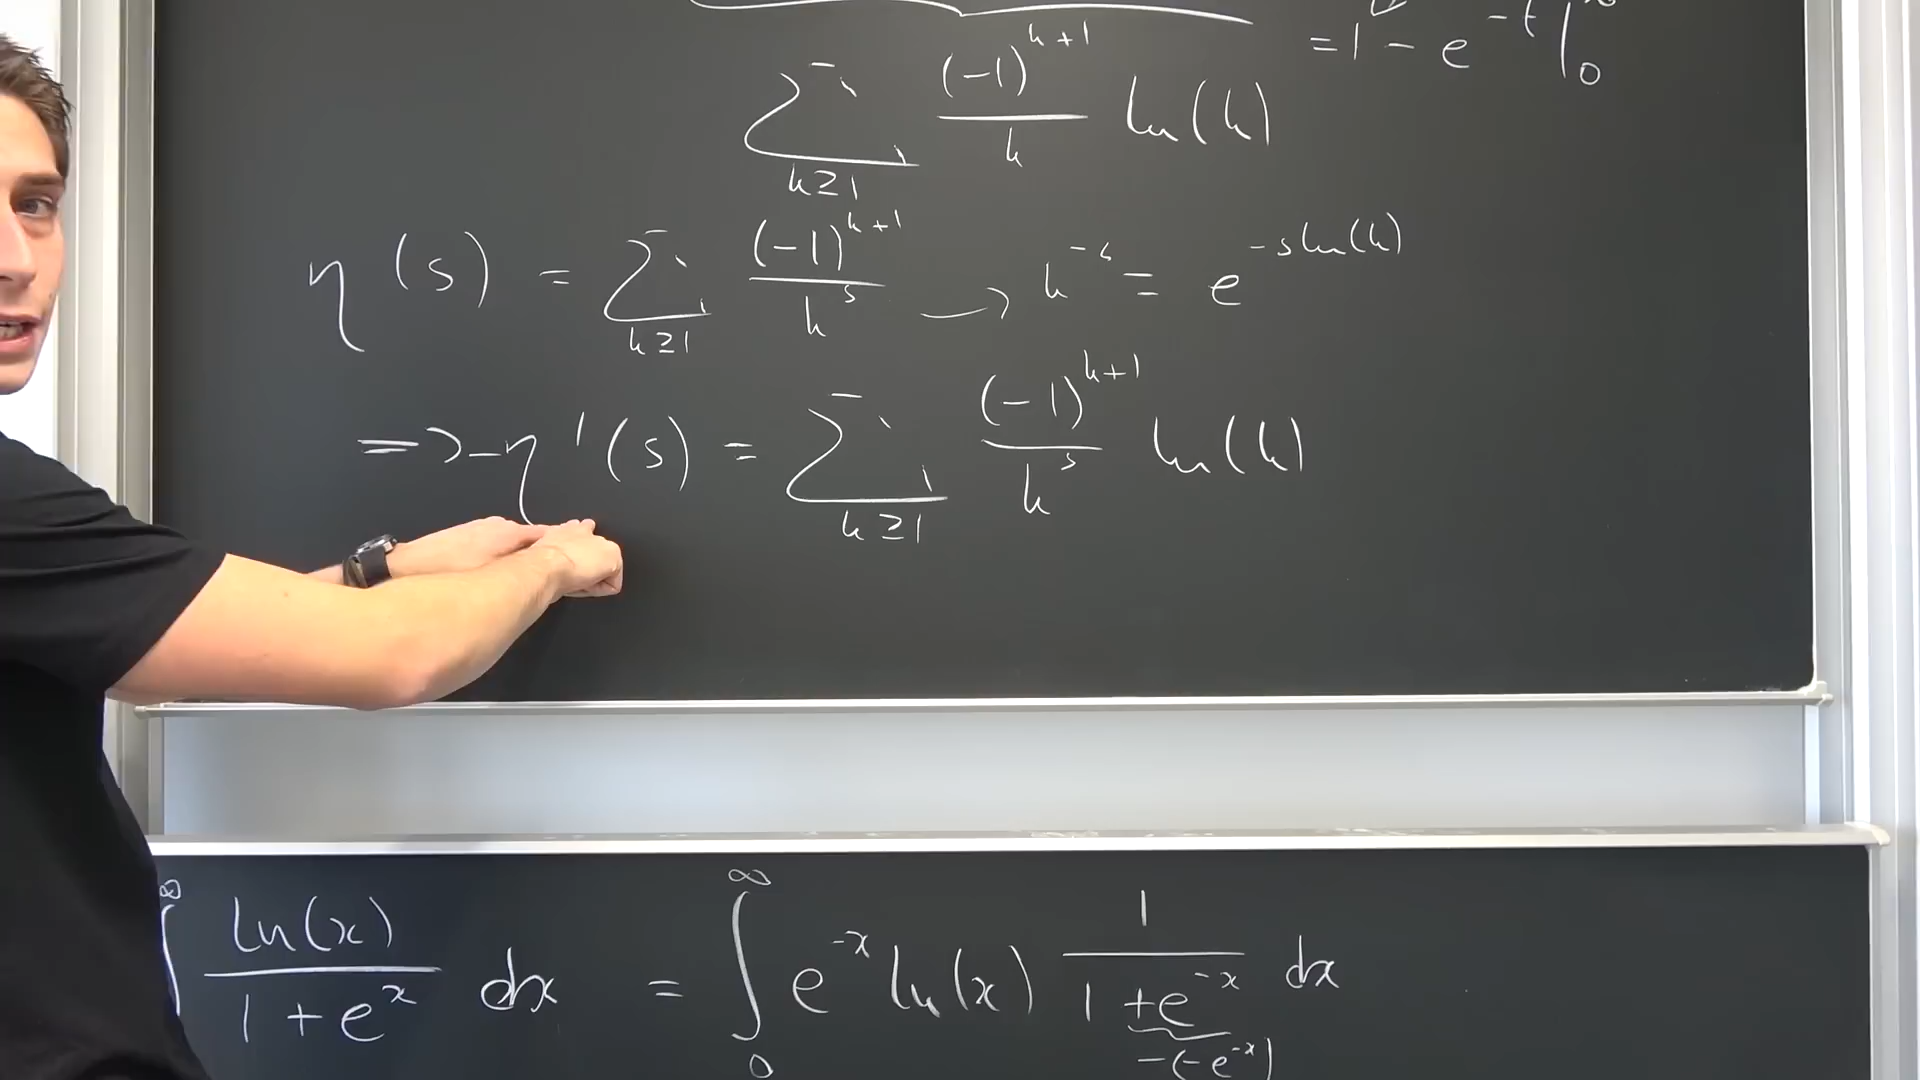 = 1 - e^{-t} |_0^∞
∑_{k≥1} (-1)^{k+1}/k ln(k)
η(s) = ∑_{k≥1} (-1)^{k+1}/k^s → k^{-s} = e^{-s ln(k)}
=> -η'(s) = ∑_{k≥1} (-1)^{k+1}/k^s ln(k)
∫^∞ ln(x)/(1+e^x) dx = ∫_0^∞ e^{-x} ln(x) 1/(1+e^{-x}) dx
-(-e^{-x})